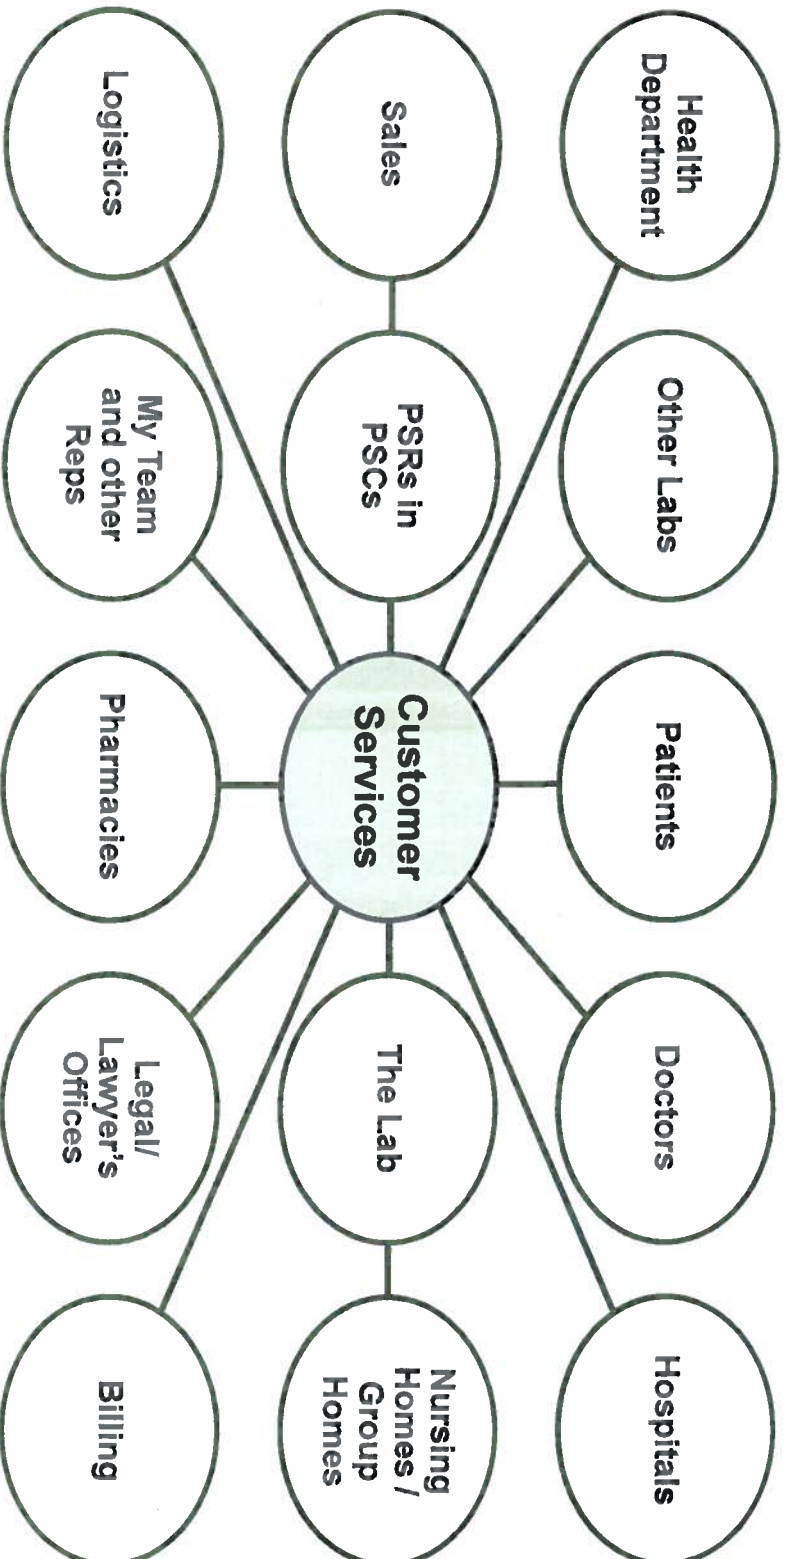 Health
Department
Other Labs
Patients
Doctors
Hospitals
Sales
PSRs in
PSCs
Customer
Services
The Lab
Nursing
Homes /
Group
Homes
Logistics
My Team
and other
Reps
Pharmacies
Legal/
Lawyer's
Offices
Billing